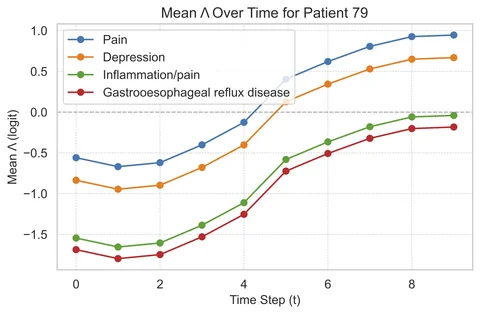 Mean Λ Over Time for Patient 79
Mean Λ (logit)
1.0
0.5
0.0
−0.5
−1.0
−1.5
Pain
Depression
Inflammation/pain
Gastrooesophageal reflux disease
0 2 4 6 8
Time Step (t)